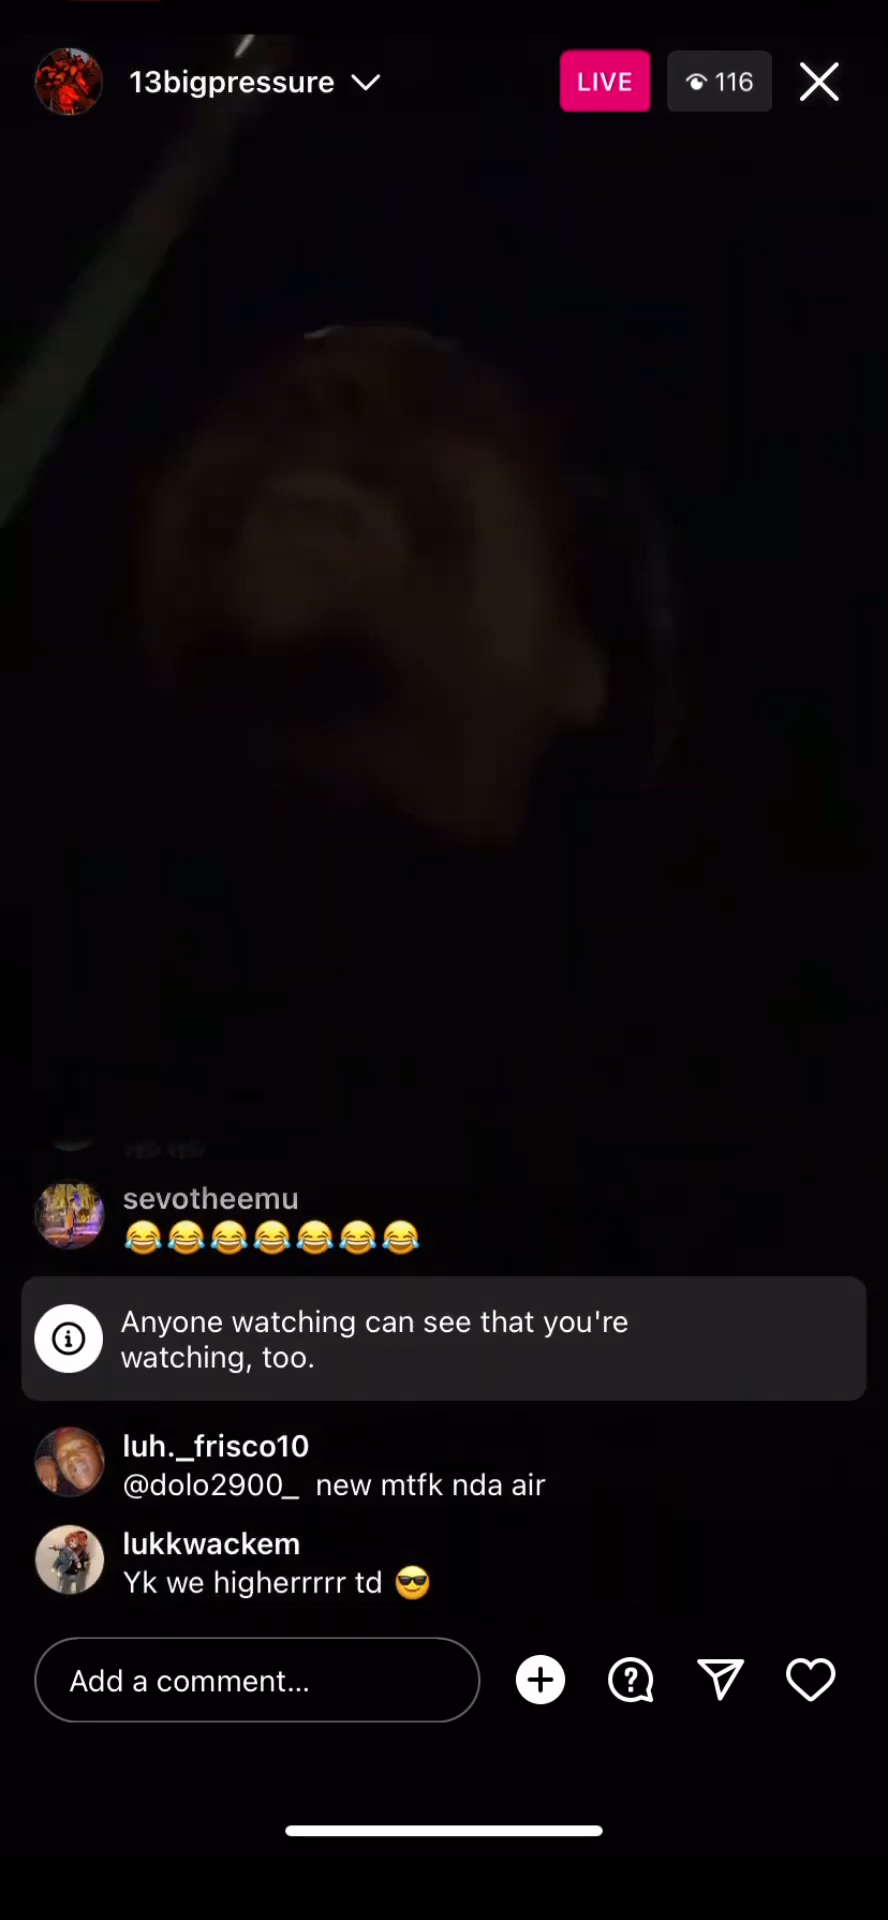 13bigpressure
LIVE
116
sevotheemu
😂😂😂😂😂😂😂
Anyone watching can see that you're
watching, too.
luh._frisco10
@dolo2900_ new mtfk nda air
lukkwackem
Yk we higherrrrr td 😎
Add a comment...